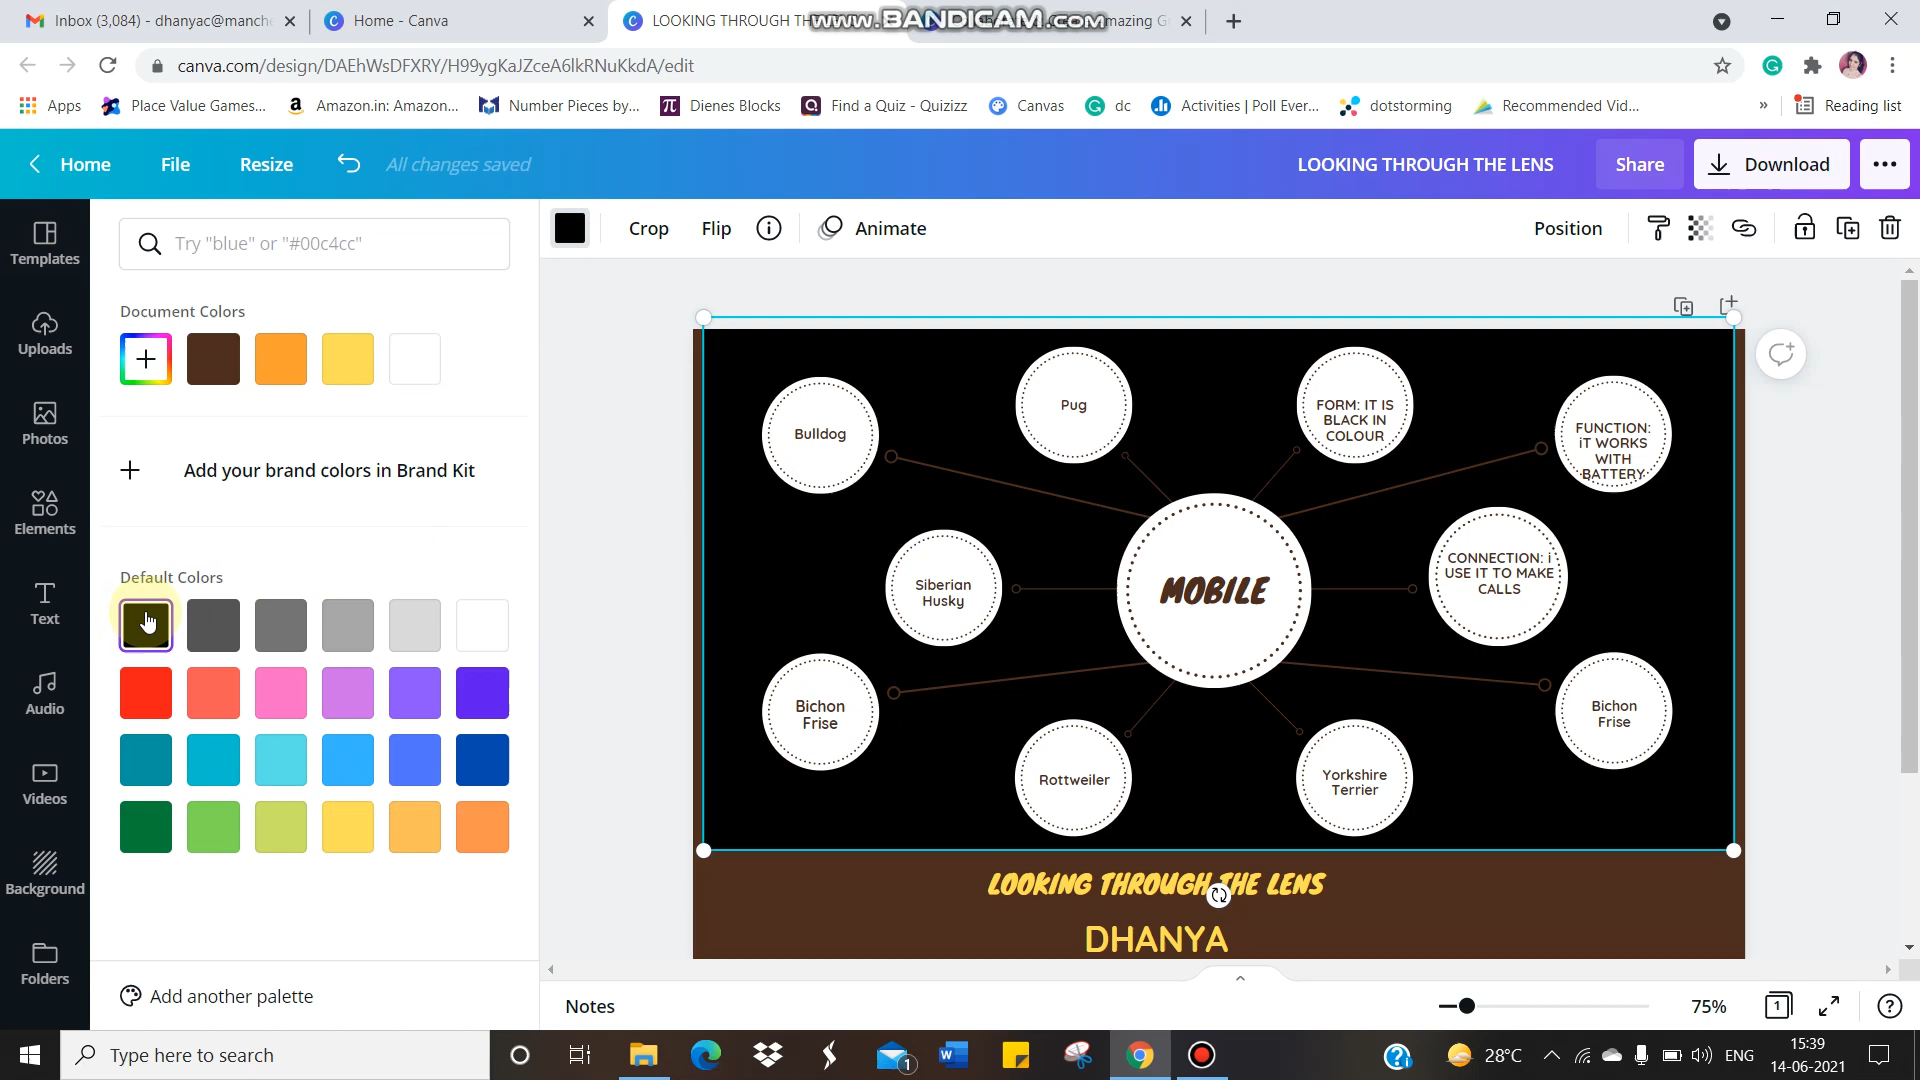 Inbox (3,084) - dhanyac@manche
Home - Canva
LOOKING THROUGH TH
www.BANDICAM.com
mazing G
canva.com/design/DAEhWsDFXRY/H99ygKaJZceA6lkRNuKkdA/edit
Apps
Place Value Games...
Amazon.in: Amazon...
Number Pieces by...
Dienes Blocks
Find a Quiz - Quizizz
Canvas
dc
Activities | Poll Ever...
dotstorming
Recommended Vid...
»
Reading list
Home
File
Resize
All changes saved
LOOKING THROUGH THE LENS
Share
Download
Templates
Uploads
Photos
Elements
Text
Audio
Videos
Background
Folders
Try "blue" or "#00c4cc"
Document Colors
Add your brand colors in Brand Kit
Default Colors
Add another palette
Crop
Flip
Animate
Position
Bulldog
Pug
FORM: IT IS
BLACK IN
COLOUR
FUNCTION:
iT WORKS
WITH
BATTERY
Siberian
Husky
MOBILE
CONNECTION: i
USE IT TO MAKE
CALLS
Bichon
Frise
Rottweiler
Yorkshire
Terrier
Bichon
Frise
LOOKING THROUGH THE LENS
DHANYA
Notes
75%
1
Type here to search
1
28°C
ENG
15:39
14-06-2021